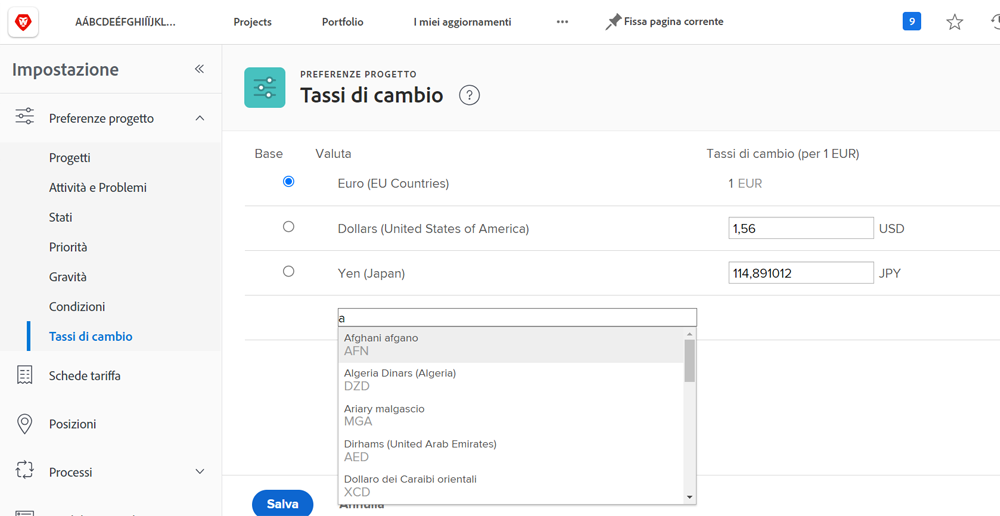 AÁBCDEÉFGHIÍÏJKL...
Projects
Portfolio
I miei aggiornamenti
Fissa pagina corrente
9
Impostazione
Preferenze progetto
Progetti
Attività e Problemi
Stati
Priorità
Gravità
Condizioni
Tassi di cambio
Schede tariffa
Posizioni
Processi
PREFERENZE PROGETTO
Tassi di cambio
?
Base Valuta Tassi di cambio (per 1 EUR)
Euro (EU Countries) 1 EUR
Dollars (United States of America) 1,56 USD
Yen (Japan) 114,891012 JPY
a
Afghani afgano
AFN
Algeria Dinars (Algeria)
DZD
Ariary malgascio
MGA
Dirhams (United Arab Emirates)
AED
Dollaro dei Caraibi orientali
XCD
Salva Annulla